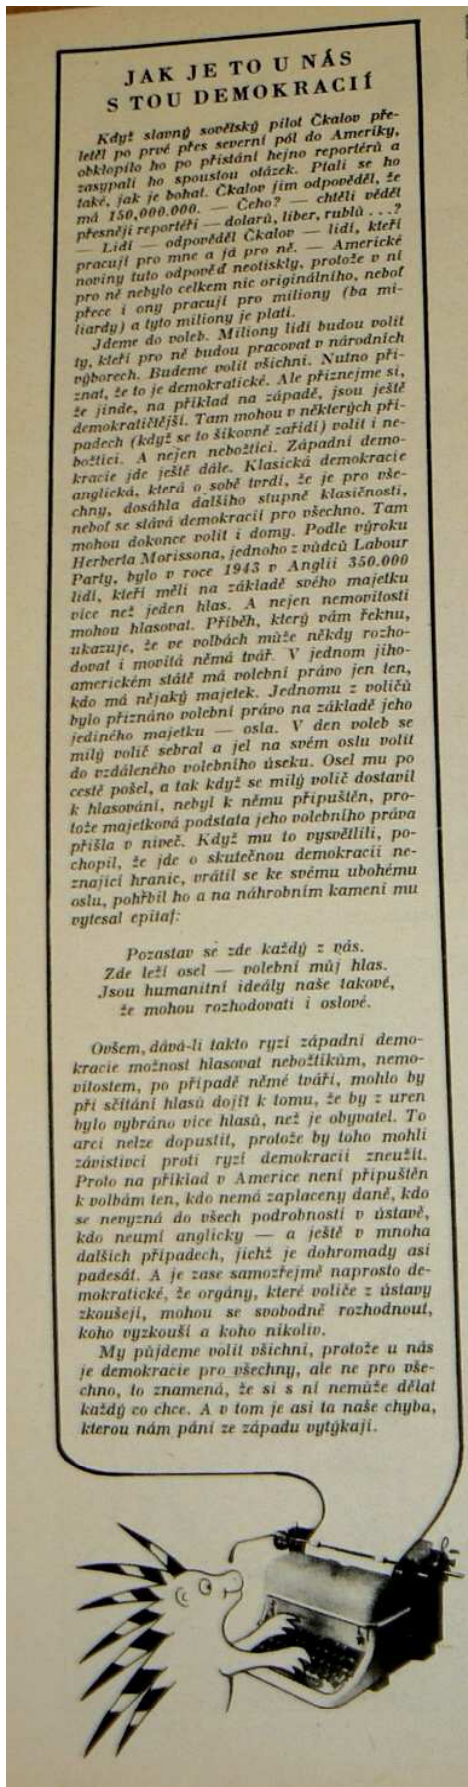 JAK JE TO U NÁS
S TOU DEMOKRACIÍ
Když slavný sovětský pilot Čkalov pře-
letěl po prvé přes severní pól do Ameriky,
obklopilo ho po přistání hejno reportérů a
zasypali ho spoustou otázek. Ptali se ho
také, jak je bohat. Čkalov jim odpověděl, že
má 150,000.000. — Čeho? — chtěli vědět
přesněji reportéři — dolarů, liber, rublů ...?
— Lidí — odpověděl Čkalov — lidí, kteří
pracují pro mne a já pro ně. — Americké
noviny tuto odpověď neotiskly, protože v ní
pro ně nebylo celkem nic originálního, neboť
přece i ony pracují pro miliony (ba mi-
liardy) a tyto miliony je platí.
Jdeme do voleb. Miliony lidí budou volit
ty, kteří pro ně budou pracovat v národních
výborech. Budeme volit všichni. Nutno při-
znat, že to je demokratické. Ale přiznejme si,
že jinde, na příklad na západě, jsou ještě
demokratičtější. Tam mohou v některých pří-
padech (když se to šikovně zařídí) volit i ne-
božtíci. A nejen nebožtíci. Západní demo-
kracie jde ještě dále. Klasická demokracie
anglická, která o sobě tvrdí, že je pro vše-
chny, dosáhla dalšího stupně klasičnosti,
neboť se stává demokracií pro všechno. Tam
mohou dokonce volit i domy. Podle výroku
Herberta Morissona, jednoho z vůdců Labour
Party, bylo v roce 1943 v Anglii 350.000
lidí, kteří měli na základě svého majetku
více než jeden hlas. A nejen nemovitosti
mohou hlasovat. Příběh, který vám řeknu,
ukazuje, že ve volbách může někdy rozho-
dovat i movitá němá tvář. V jednom jiho-
americkém státě má volební právo jen ten,
kdo má nějaký majetek. Jednomu z voličů
bylo přiznáno volební právo na základě jeho
jediného majetku — osla. V den voleb se
milý volič sebral a jel na svém oslu volit
do vzdáleného volebního úseku. Osel mu po
cestě pošel, a tak když se milý volič dostavil
k hlasování, nebyl k němu připuštěn, pro-
tože majetková podstata jeho volebního práva
přišla v niveč. Když mu to vysvětlili, po-
chopil, že jde o skutečnou demokracii ne-
znající hranic, vrátil se ke svému ubohému
oslu, pohřbil ho a na náhrobním kameni mu
vytesal epitaf:
Pozastav se zde každý z vás.
Zde leží osel — volební můj hlas.
Jsou humanitní ideály naše takové,
že mohou rozhodovati i oslové.
Ovšem, dává-li takto ryzí západní demo-
kracie možnost hlasovat nebožtíkům, nemo-
vitostem, po případě němé tváři, mohlo by
při sčítání hlasů dojít k tomu, že by z uren
bylo vybráno více hlasů, než je obyvatel. To
arci nelze dopustit, protože by toho mohli
závistivci proti ryzí demokracii zneužít.
Proto na příklad v Americe není připuštěn
k volbám ten, kdo nemá zaplaceny daně, kdo
se nevyzná do všech podrobností v ústavě,
kdo neumí anglicky — a ještě v mnoha
dalších případech, jichž je dohromady asi
padesát. A je zase samozřejmě naprosto de-
mokratické, že orgány, které voliče z ústavy
zkoušejí, mohou se svobodně rozhodnout,
koho vyzkouší a koho nikoliv.
My půjdeme volit všichni, protože u nás
je demokracie pro všechny, ale ne pro vše-
chno, to znamená, že si s ní nemůže dělat
každý co chce. A v tom je asi ta naše chyba,
kterou nám páni ze západu vytýkají.